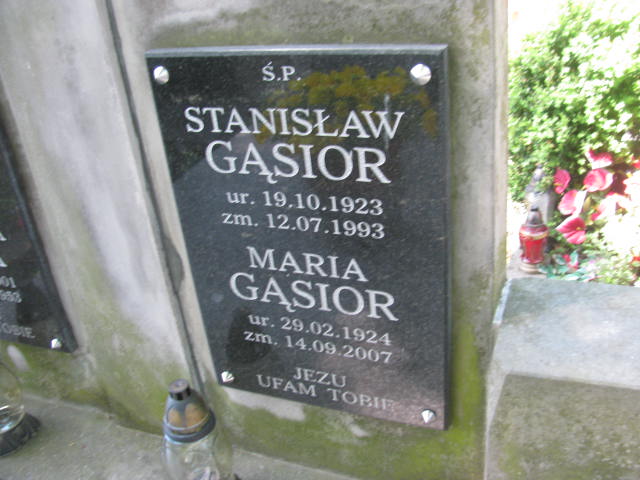 Ś.P.
STANISŁAW
GĄSIOR
ur. 19.10.1923
zm. 12.07.1993
MARIA
GĄSIOR
ur. 29.02.1924
zm. 14.09.2007
JEZU
UFAM TOBIE